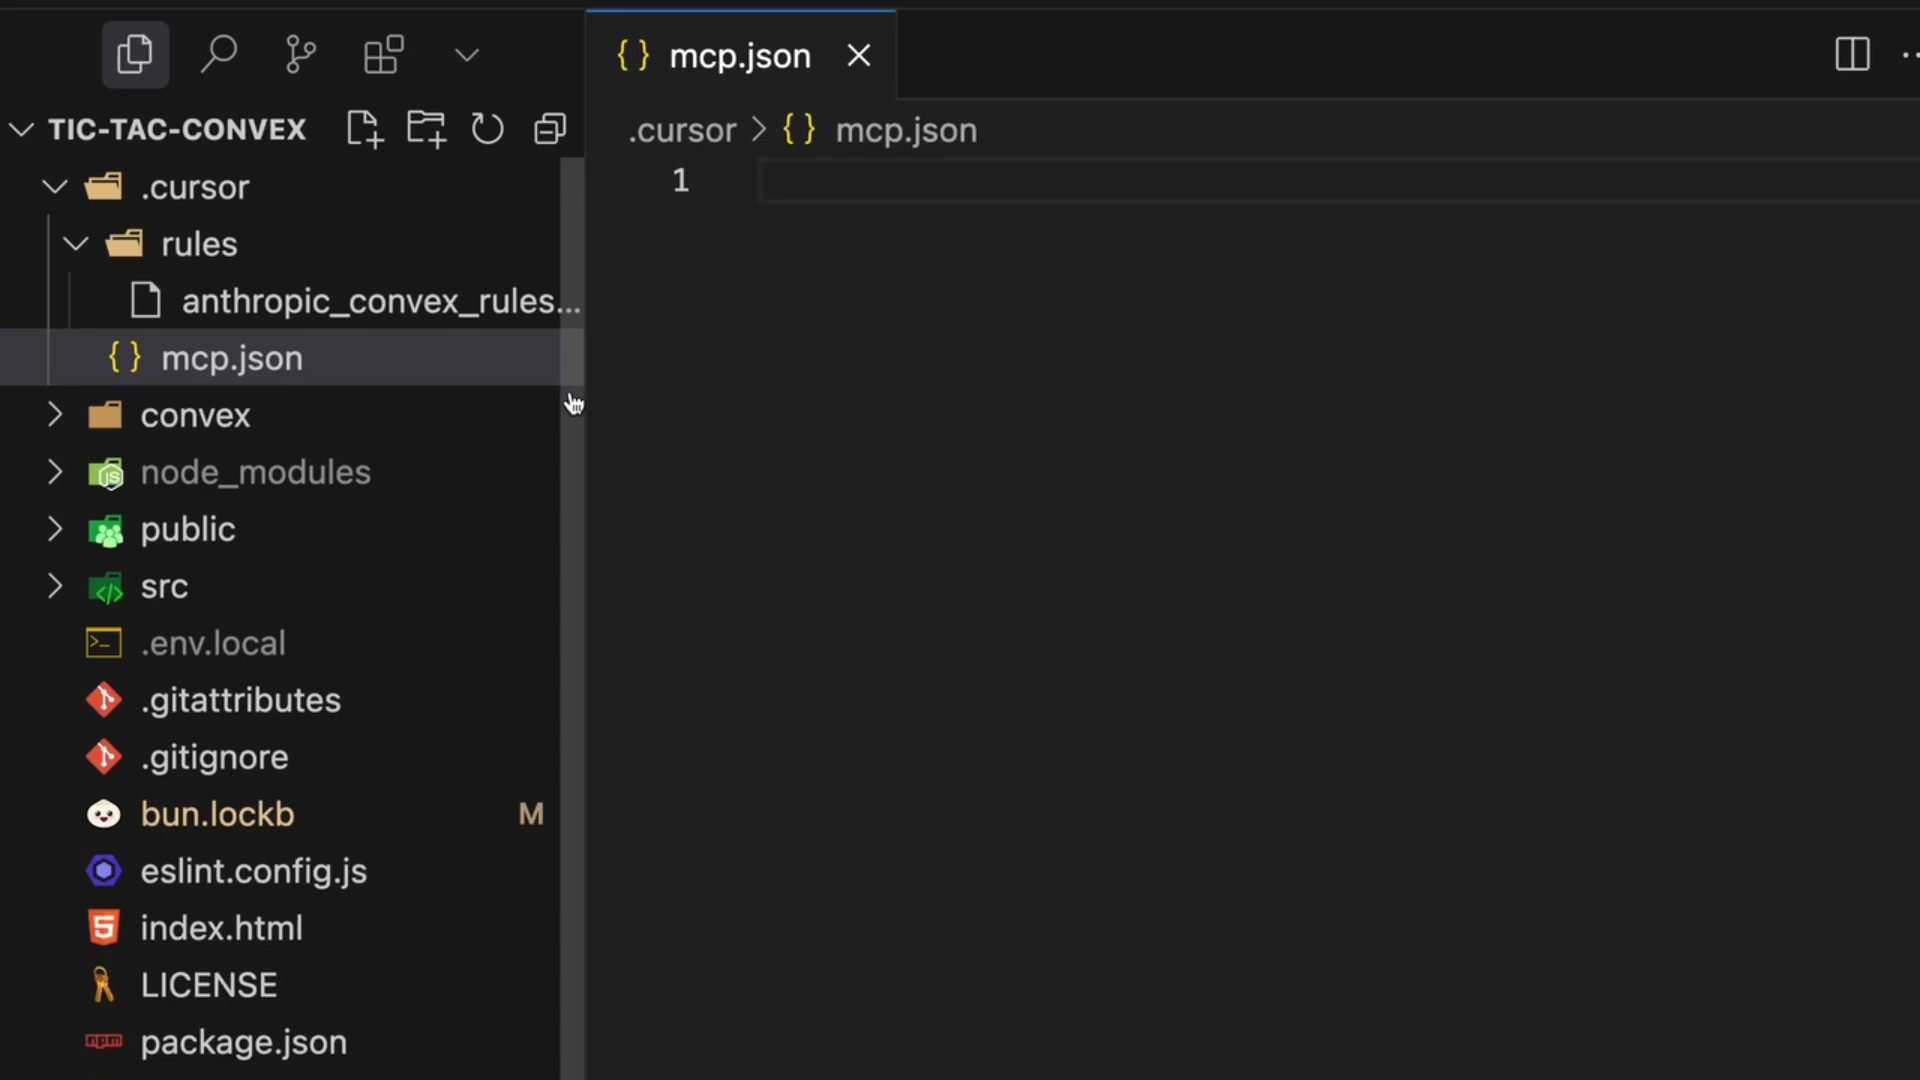 mcp.json
TIC-TAC-CONVEX
.cursor > {} mcp.json
1
.cursor
rules
anthropic_convex_rules...
{} mcp.json
convex
node_modules
public
src
.env.local
.gitattributes
.gitignore
bun.lockb M
eslint.config.js
index.html
LICENSE
package.json